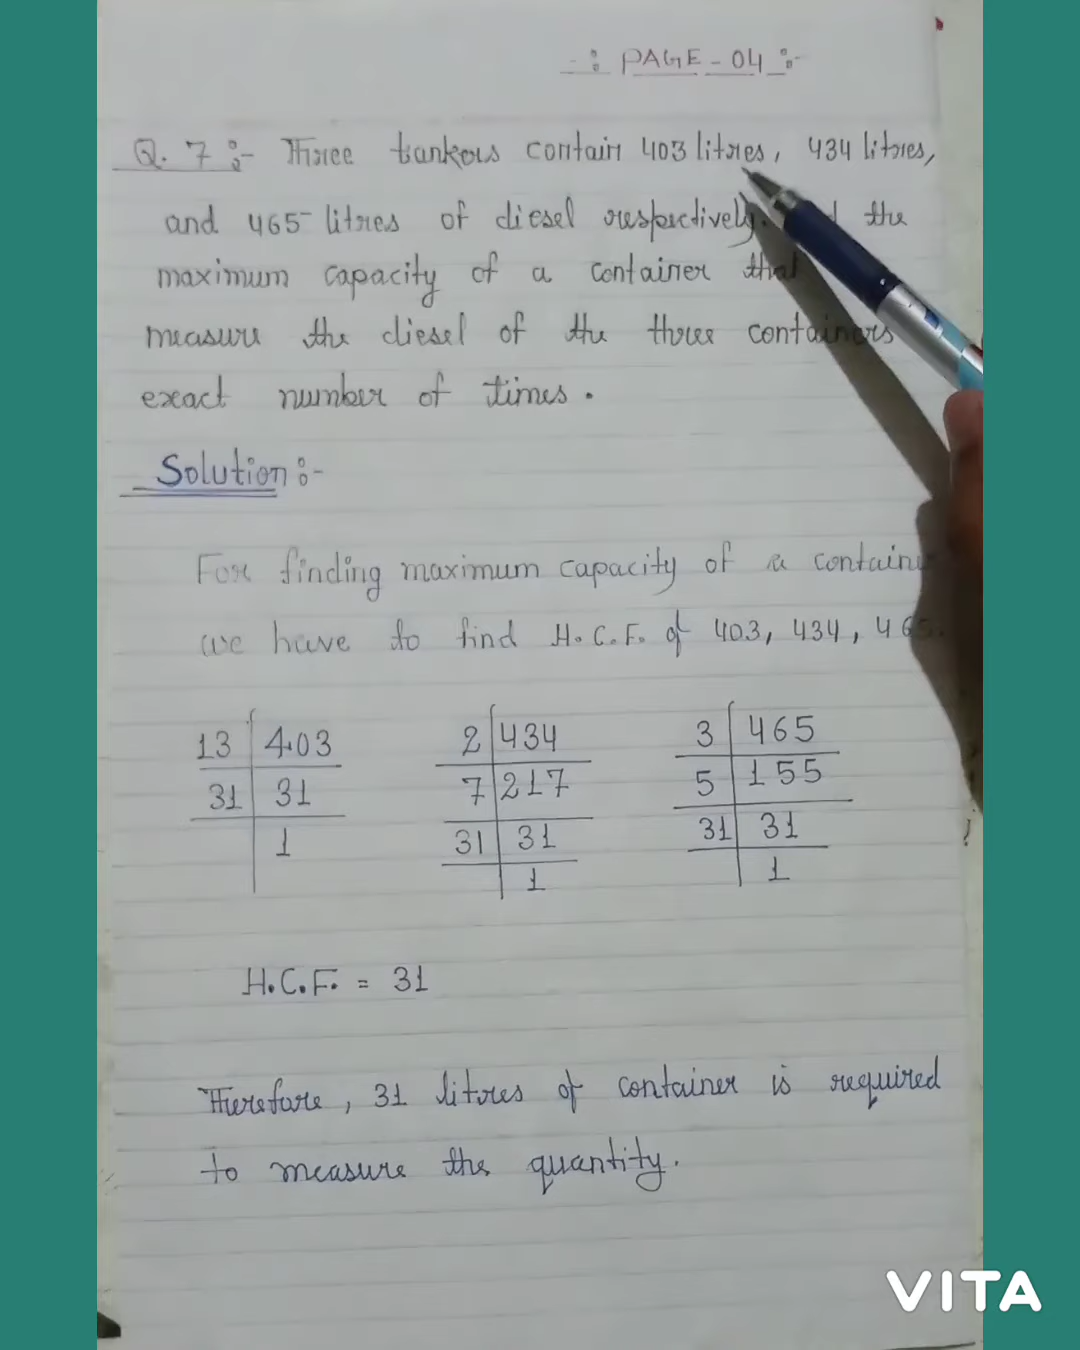 -: PAGE-04 :-
Q. 7 :- Three tankers contain 403 litres, 434 litres,
and 465 litres of diesel respectively. the
maximum capacity of a container that
measure the diesel of the three containers
exact number of times.
Solution :-
For finding maximum capacity of a
we have to find H.C.F. of 403, 434, 465.
13 403 2 434 3 465
31 31 7 217 5 155
1 31 31 31 31
1 1
H.C.F. = 31
Therefore, 31 litres of container is required
to measure the quantity.
VITA